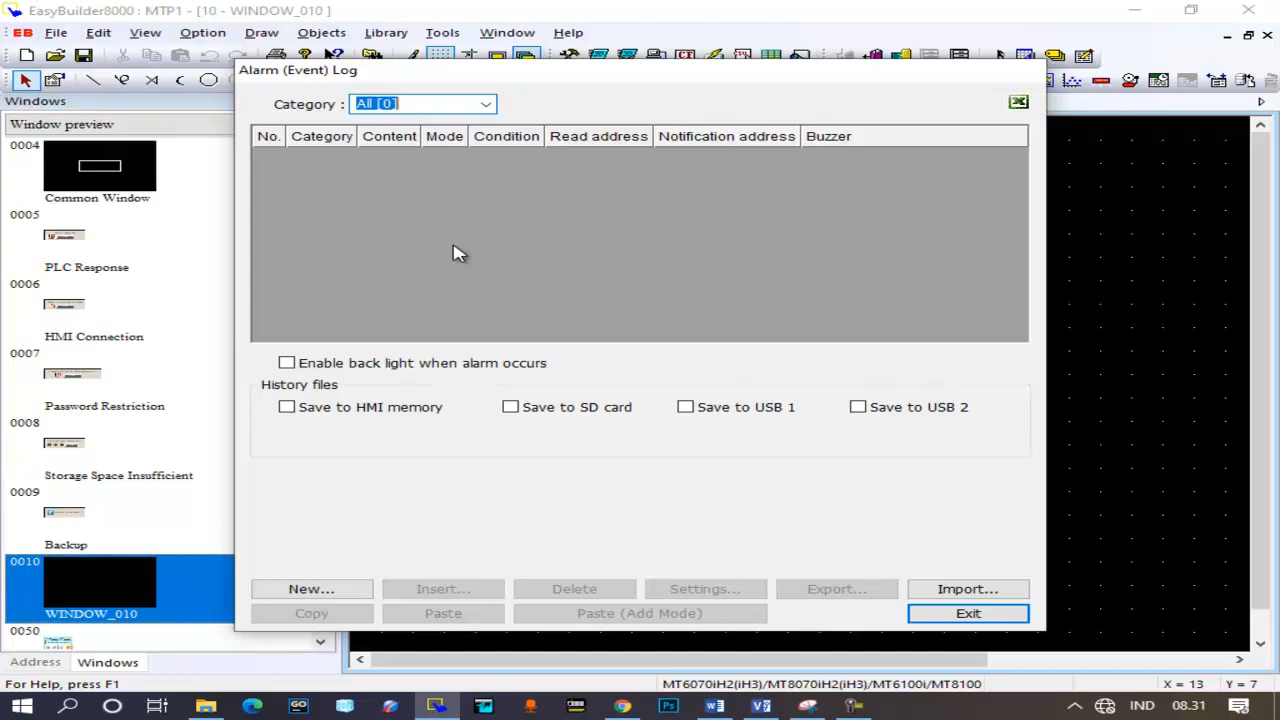 EasyBuilder8000 : MTP1 - [10 - WINDOW_010 ]
EB File Edit View Option Draw Objects Library Tools Window Help
Alarm (Event) Log
Windows
Window preview
0004
Common Window
0005
PLC Response
0006
HMI Connection
0007
Password Restriction
0008
Storage Space Insufficient
0009
Backup
0010
WINDOW_010
0050
Address Windows
Category : All [0]
No. Category Content Mode Condition Read address Notification address Buzzer
Enable back light when alarm occurs
History files
Save to HMI memory Save to SD card Save to USB 1 Save to USB 2
New... Insert... Delete Settings... Export... Import...
Copy Paste Paste (Add Mode) Exit
For Help, press F1 MT6070iH2(iH3)/MT8070iH2(iH3)/MT6100i/MT8100 X = 13 Y = 7
IND 08.31